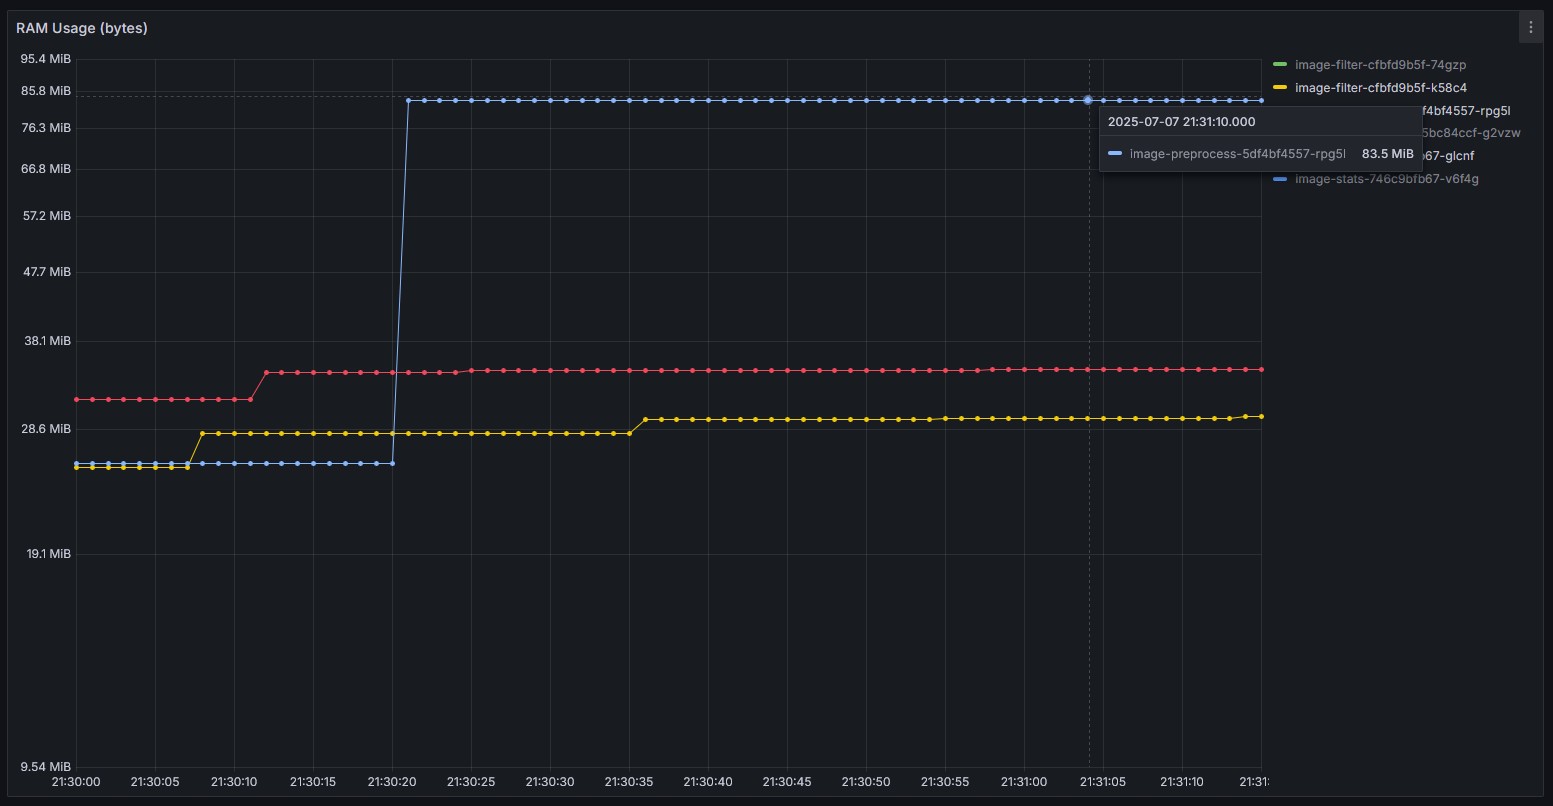 RAM Usage (bytes)
95.4 MiB
85.8 MiB
76.3 MiB
66.8 MiB
57.2 MiB
47.7 MiB
38.1 MiB
28.6 MiB
19.1 MiB
9.54 MiB
21:30:00 21:30:05 21:30:10 21:30:15 21:30:20 21:30:25 21:30:30 21:30:35 21:30:40 21:30:45 21:30:50 21:30:55 21:31:00 21:31:05 21:31:10 21:31:
image-filter-cfbfd9b5f-74gzp
image-filter-cfbfd9b5f-k58c4
f4bf4557-rpg5l
5bc84ccf-g2vzw
b67-glcnf
image-stats-746c9bfb67-v6f4g
2025-07-07 21:31:10.000
image-preprocess-5df4bf4557-rpg5l 83.5 MiB